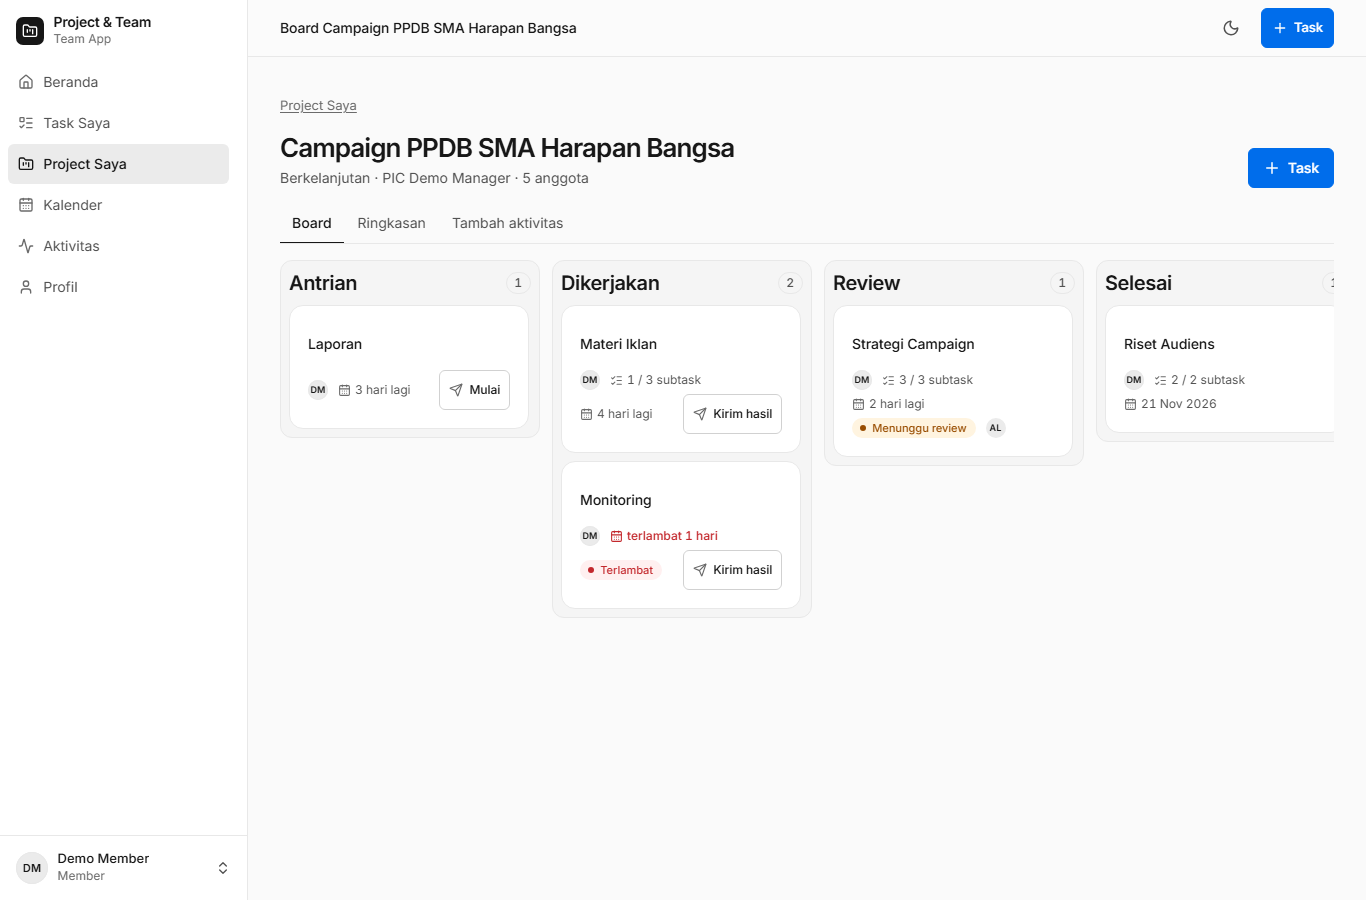 Project & Team
Team App
Beranda
Task Saya
Project Saya
Kalender
Aktivitas
Profil
DM
Demo Member
Member
Board Campaign PPDB SMA Harapan Bangsa
Task
Project Saya
Campaign PPDB SMA Harapan Bangsa
Berkelanjutan · PIC Demo Manager · 5 anggota
Task
Board
Ringkasan
Tambah aktivitas
Antrian
1
Laporan
DM
3 hari lagi
Mulai
Dikerjakan
2
Materi Iklan
DM
1 / 3 subtask
4 hari lagi
Kirim hasil
Monitoring
DM
terlambat 1 hari
Terlambat
Kirim hasil
Review
1
Strategi Campaign
DM
3 / 3 subtask
2 hari lagi
Menunggu review
AL
Selesai
Riset Audiens
DM
2 / 2 subtask
21 Nov 2026